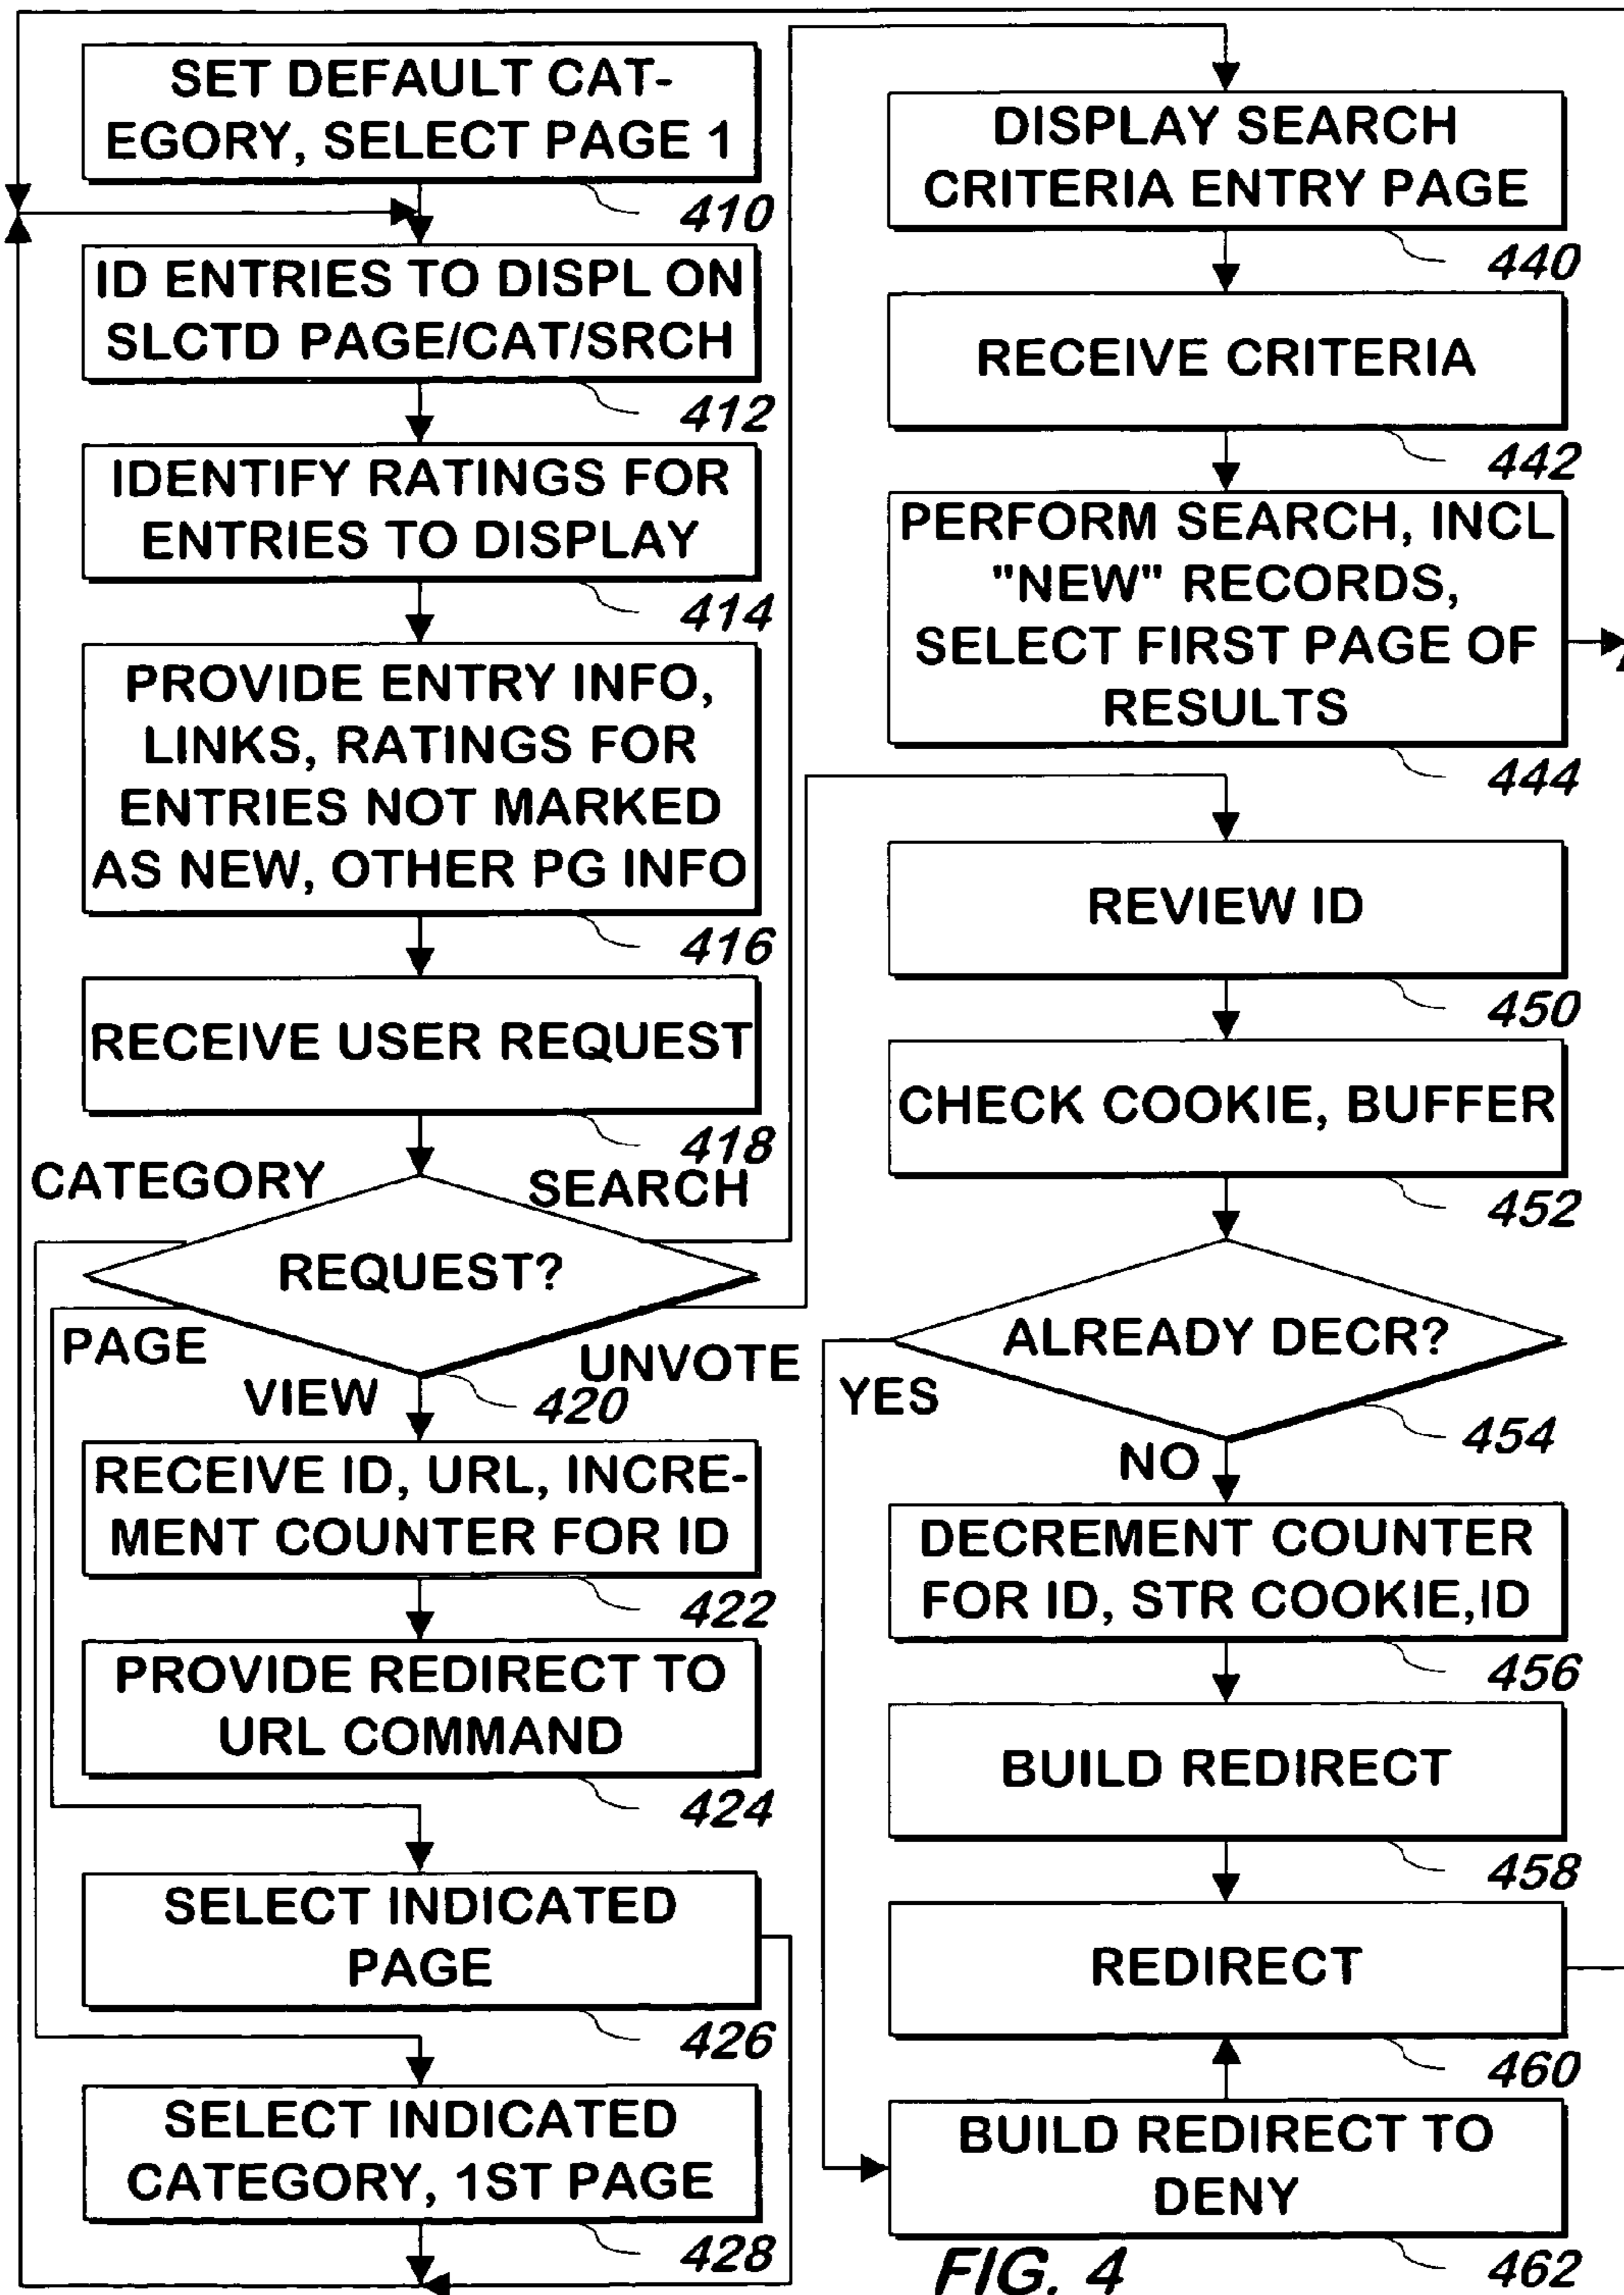 SET DEFAULT CAT-
EGORY, SELECT PAGE 1
410
ID ENTRIES TO DISPL ON
SLCTD PAGE/CAT/SRCH
412
IDENTIFY RATINGS FOR
ENTRIES TO DISPLAY
414
PROVIDE ENTRY INFO,
LINKS, RATINGS FOR
ENTRIES NOT MARKED
AS NEW, OTHER PG INFO
416
RECEIVE USER REQUEST
418
CATEGORY
SEARCH
REQUEST?
PAGE
UNVOTE
VIEW
420
RECEIVE ID, URL, INCRE-
MENT COUNTER FOR ID
422
PROVIDE REDIRECT TO
URL COMMAND
424
SELECT INDICATED
PAGE
426
SELECT INDICATED
CATEGORY, 1ST PAGE
428
DISPLAY SEARCH
CRITERIA ENTRY PAGE
440
RECEIVE CRITERIA
442
PERFORM SEARCH, INCL
"NEW" RECORDS,
SELECT FIRST PAGE OF
RESULTS
444
REVIEW ID
450
CHECK COOKIE, BUFFER
452
ALREADY DECR?
YES
454
NO
DECREMENT COUNTER
FOR ID, STR COOKIE,ID
456
BUILD REDIRECT
458
REDIRECT
460
BUILD REDIRECT TO
DENY
462
FIG. 4